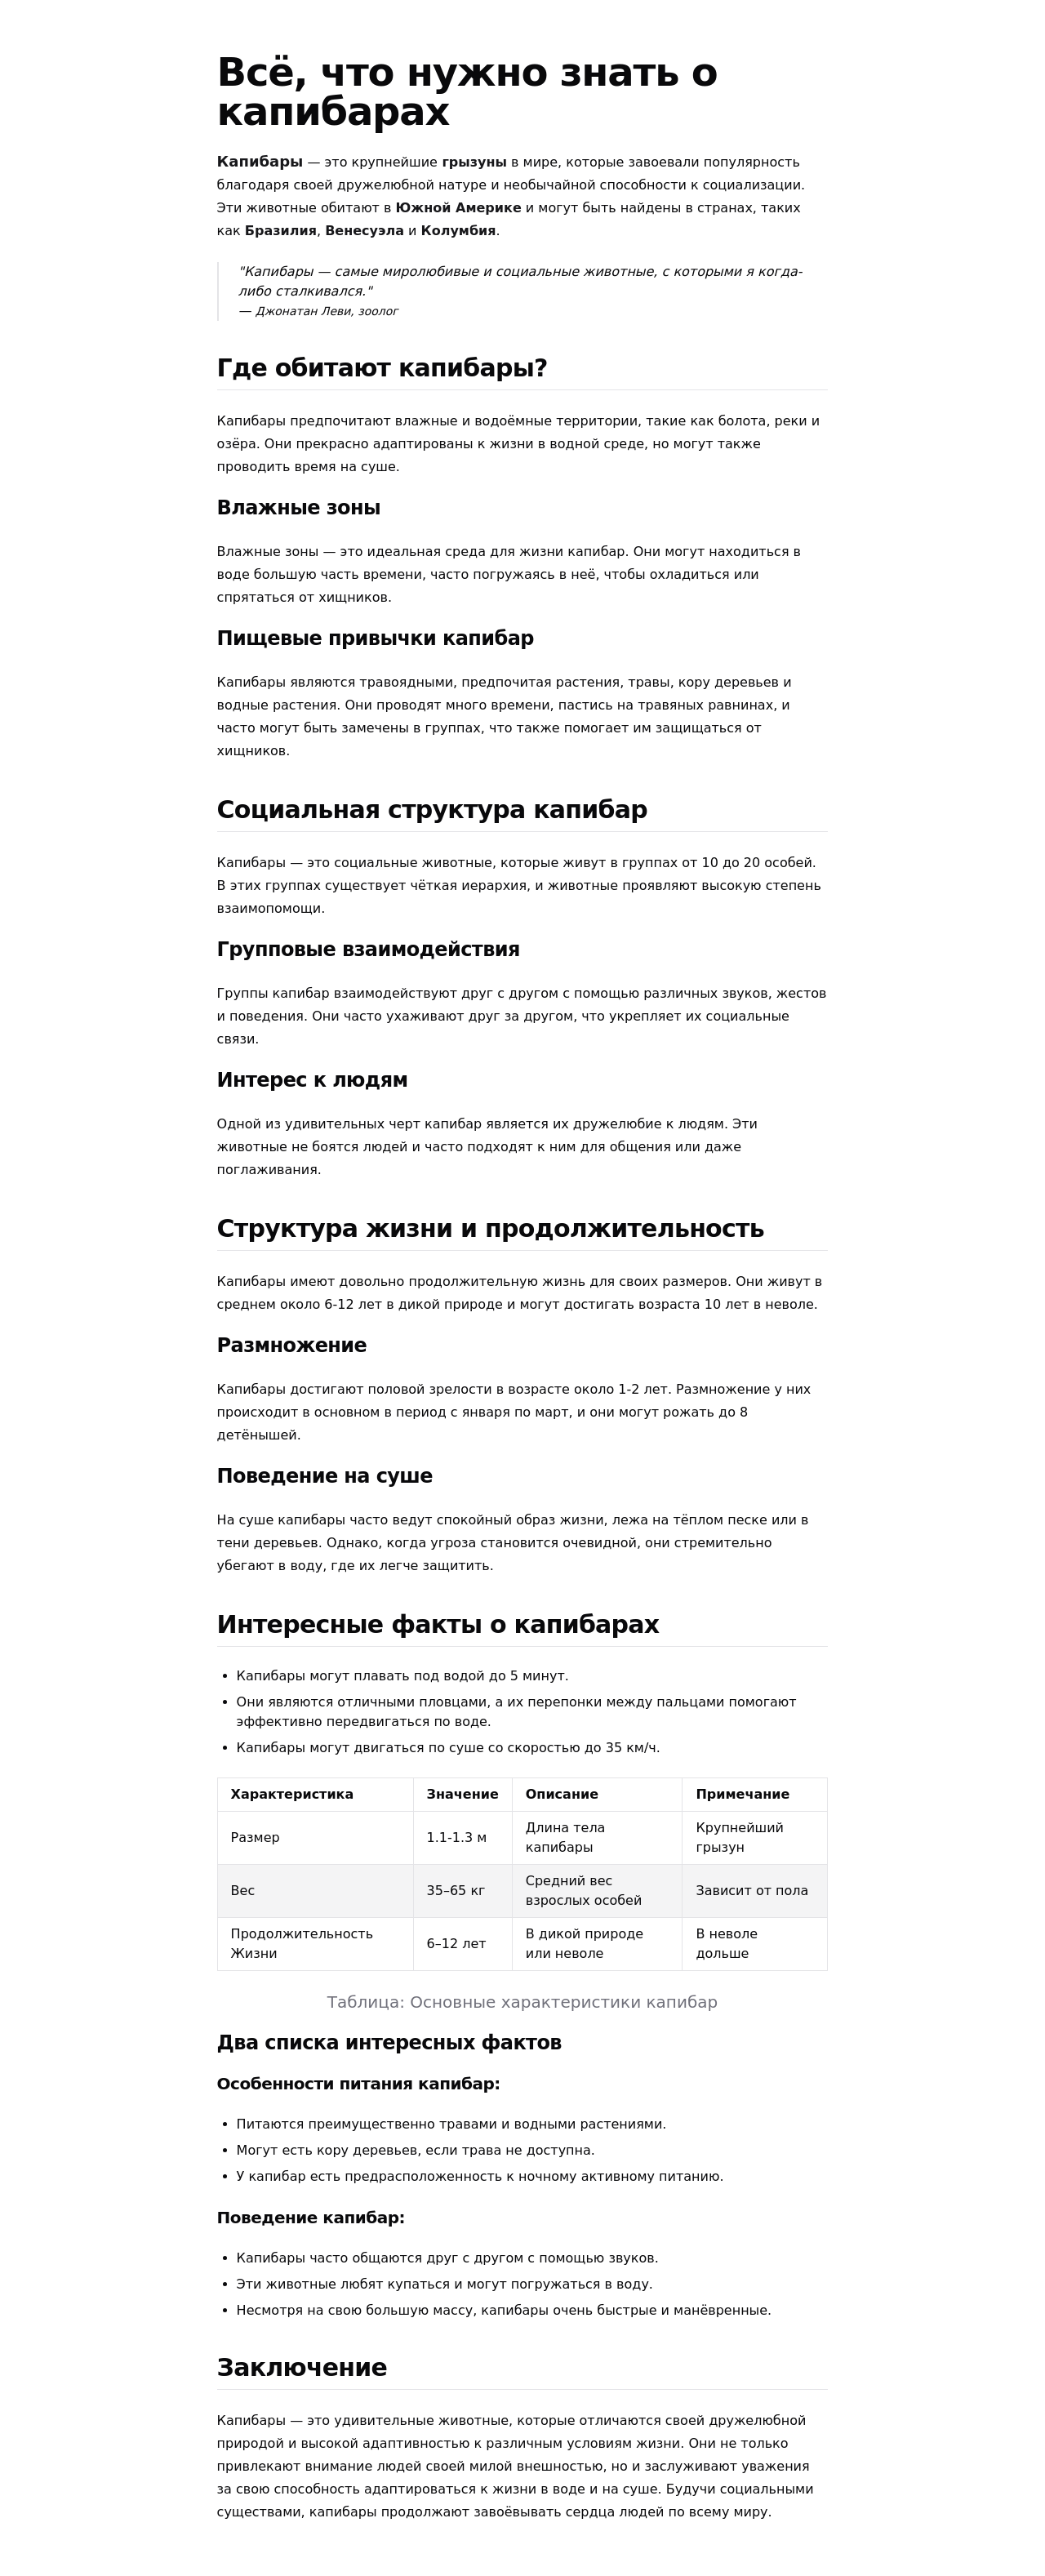 Всё, что нужно знать о
капибарах
Капибары — это крупнейшие грызуны в мире, которые завоевали популярность
благодаря своей дружелюбной натуре и необычайной способности к социализации.
Эти животные обитают в Южной Америке и могут быть найдены в странах, таких
как Бразилия, Венесуэла и Колумбия.
"Капибары — самые миролюбивые и социальные животные, с которыми я когда-
либо сталкивался."
— Джонатан Леви, зоолог
Где обитают капибары?
Капибары предпочитают влажные и водоёмные территории, такие как болота, реки и
озёра. Они прекрасно адаптированы к жизни в водной среде, но могут также
проводить время на суше.
Влажные зоны
Влажные зоны — это идеальная среда для жизни капибар. Они могут находиться в
воде большую часть времени, часто погружаясь в неё, чтобы охладиться или
спрятаться от хищников.
Пищевые привычки капибар
Капибары являются травоядными, предпочитая растения, травы, кору деревьев и
водные растения. Они проводят много времени, пастись на травяных равнинах, и
часто могут быть замечены в группах, что также помогает им защищаться от
хищников.
Социальная структура капибар
Капибары — это социальные животные, которые живут в группах от 10 до 20 особей.
В этих группах существует чёткая иерархия, и животные проявляют высокую степень
взаимопомощи.
Групповые взаимодействия
Группы капибар взаимодействуют друг с другом с помощью различных звуков, жестов
и поведения. Они часто ухаживают друг за другом, что укрепляет их социальные
связи.
Интерес к людям
Одной из удивительных черт капибар является их дружелюбие к людям. Эти
животные не боятся людей и часто подходят к ним для общения или даже
поглаживания.
Структура жизни и продолжительность
Капибары имеют довольно продолжительную жизнь для своих размеров. Они живут в
среднем около 6-12 лет в дикой природе и могут достигать возраста 10 лет в неволе.
Размножение
Капибары достигают половой зрелости в возрасте около 1-2 лет. Размножение у них
происходит в основном в период с января по март, и они могут рожать до 8
детёнышей.
Поведение на суше
На суше капибары часто ведут спокойный образ жизни, лежа на тёплом песке или в
тени деревьев. Однако, когда угроза становится очевидной, они стремительно
убегают в воду, где их легче защитить.
Интересные факты о капибарах
• Капибары могут плавать под водой до 5 минут.
• Они являются отличными пловцами, а их перепонки между пальцами помогают
эффективно передвигаться по воде.
• Капибары могут двигаться по суше со скоростью до 35 км/ч.
Характеристика Значение Описание Примечание
Размер 1.1-1.3 м Длина тела капибары Крупнейший грызун
Вес 35–65 кг Средний вес взрослых особей Зависит от пола
Продолжительность Жизни 6–12 лет В дикой природе или неволе В неволе дольше
Таблица: Основные характеристики капибар
Два списка интересных фактов
Особенности питания капибар:
• Питаются преимущественно травами и водными растениями.
• Могут есть кору деревьев, если трава не доступна.
• У капибар есть предрасположенность к ночному активному питанию.
Поведение капибар:
• Капибары часто общаются друг с другом с помощью звуков.
• Эти животные любят купаться и могут погружаться в воду.
• Несмотря на свою большую массу, капибары очень быстрые и манёвренные.
Заключение
Капибары — это удивительные животные, которые отличаются своей дружелюбной
природой и высокой адаптивностью к различным условиям жизни. Они не только
привлекают внимание людей своей милой внешностью, но и заслуживают уважения
за свою способность адаптироваться к жизни в воде и на суше. Будучи социальными
существами, капибары продолжают завоёвывать сердца людей по всему миру.